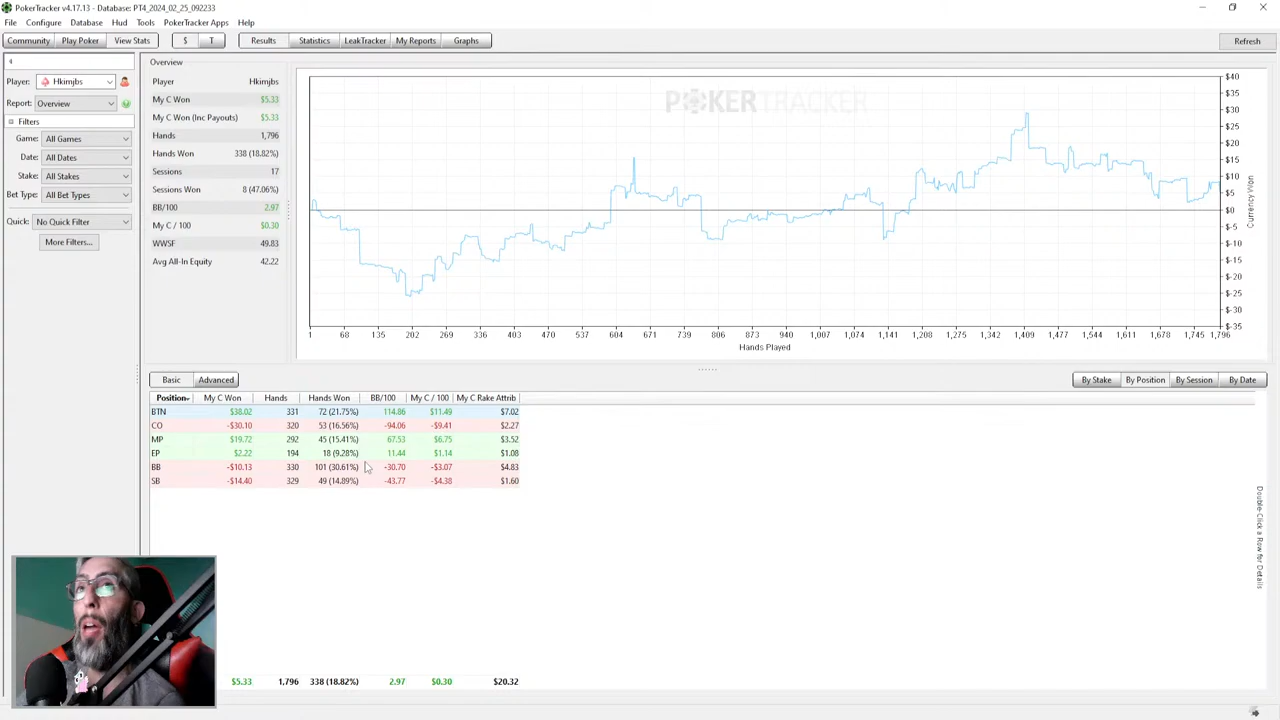 PokerTracker v4.17.13 - Database: PT4_2024_02_25_092233
File Configure Database Hud Tools PokerTracker Apps Help
Community Play Poker View Stats $ T Results Statistics LeakTracker My Reports Graphs Refresh
Player: Hkimjbs
Report: Overview
Filters
Game: All Games
Date: All Dates
Stake: All Stakes
Bet Type: All Bet Types
Quick: No Quick Filter
More Filters...
Overview
Player Hkimjbs
My C Won $5.33
My C Won (Inc Payouts) $5.33
Hands 1,796
Hands Won 338 (18.82%)
Sessions 17
Sessions Won 8 (47.06%)
BB/100 2.97
My C / 100 $0.30
WWSF 49.83
Avg All-In Equity 42.22
POKERTRACKER
$40
$35
$30
$25
$20
$15
$10
$5
$0
$-5
$-10
$-15
$-20
$-25
$-30
$-35
Currency Won
1 68 135 202 269 336 403 470 537 604 671 739 806 873 940 1,007 1,074 1,141 1,208 1,275 1,342 1,409 1,477 1,544 1,611 1,678 1,745 1,796
Hands Played
Basic Advanced By Stake By Position By Session By Date
Position My C Won Hands Hands Won BB/100 My C / 100 My C Rake Attrib
BTN $38.02 331 72 (21.75%) 114.86 $11.49 $7.02
CO -$30.10 320 53 (16.56%) -94.06 -$9.41 $2.27
MP $19.72 292 45 (15.41%) 67.53 $6.75 $3.52
EP $2.22 194 18 (9.28%) 11.44 $1.14 $1.08
BB -$10.13 330 101 (30.61%) -30.70 -$3.07 $4.83
SB -$14.40 329 49 (14.89%) -43.77 -$4.38 $1.60
Double-Click a Row for Details
$5.33 1,796 338 (18.82%) 2.97 $0.30 $20.32